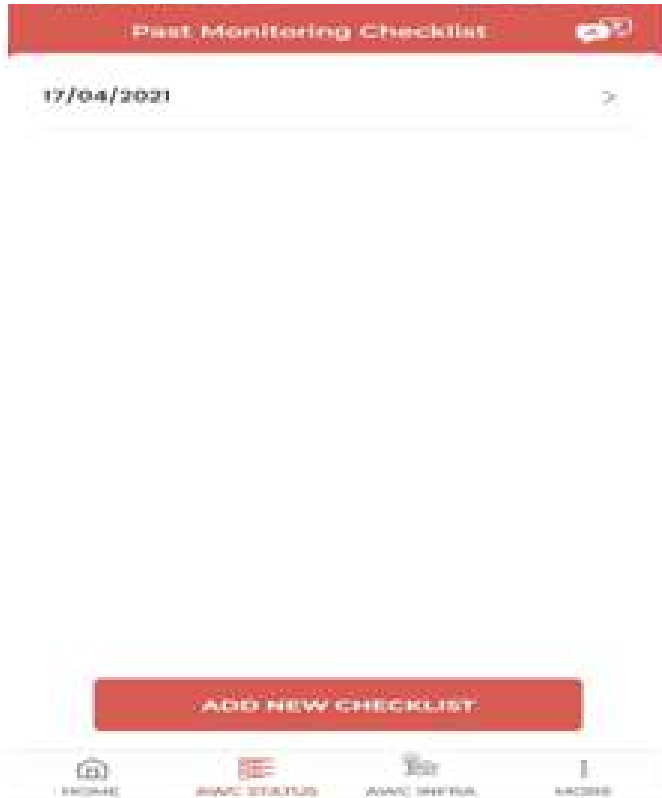 Past Monitoring Checklist
17/04/2021
ADD NEW CHECKLIST
HOME
AWC STATUS
AWC INFRA
MORE